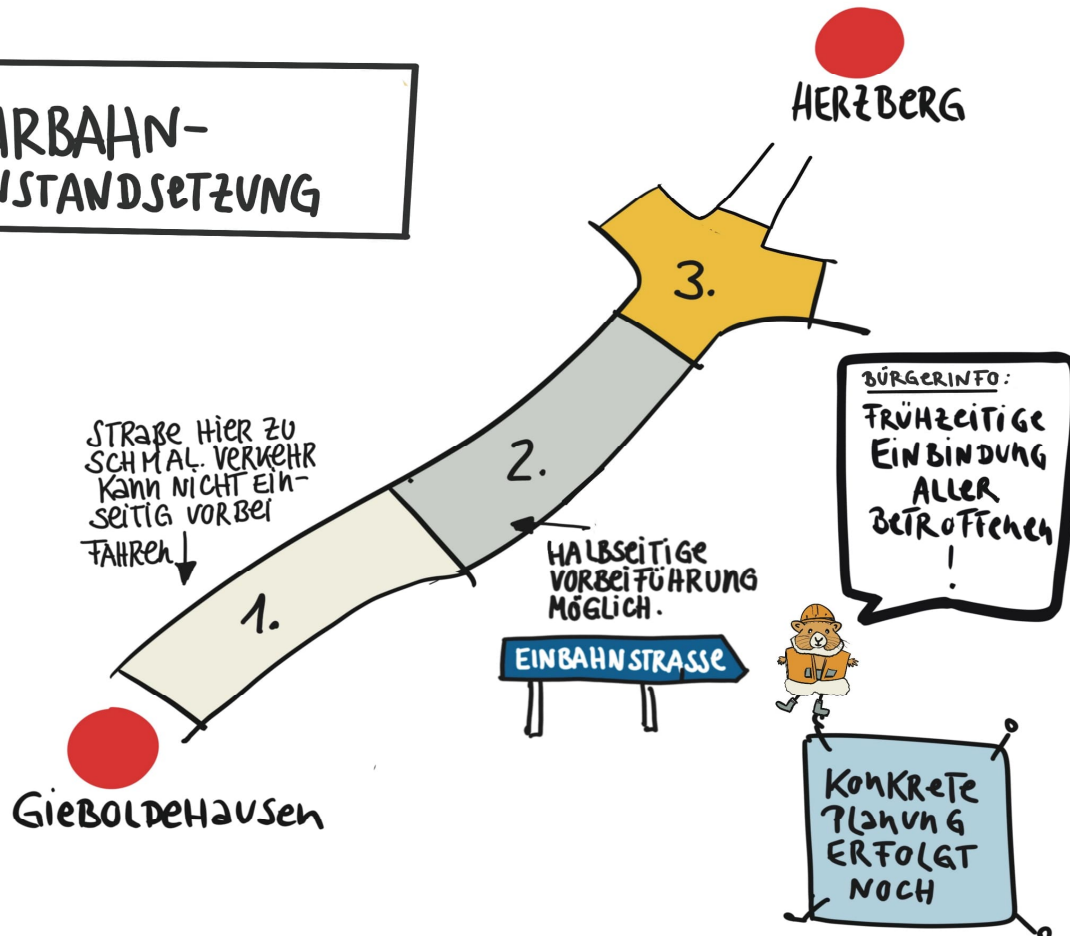 HERZBERG
RBAHN-
STANDSETZUNG
3.
BÜRGERINFO:
FRÜHZEITIGE
EINBINDUNG
ALLER
BETROFFENEN
!
STRAßE HIER ZU
SCHMAL. VERKEHR
KANN NICHT EIN-
SEITIG VORBEI
FAHREN
2.
HALBSEITIGE
VORBEIFÜHRUNG
MÖGLICH.
1.
EINBAHNSTRASSE
GIEBOLDEHAUSEN
KONKRETE
PLANUNG
ERFOLGT
NOCH